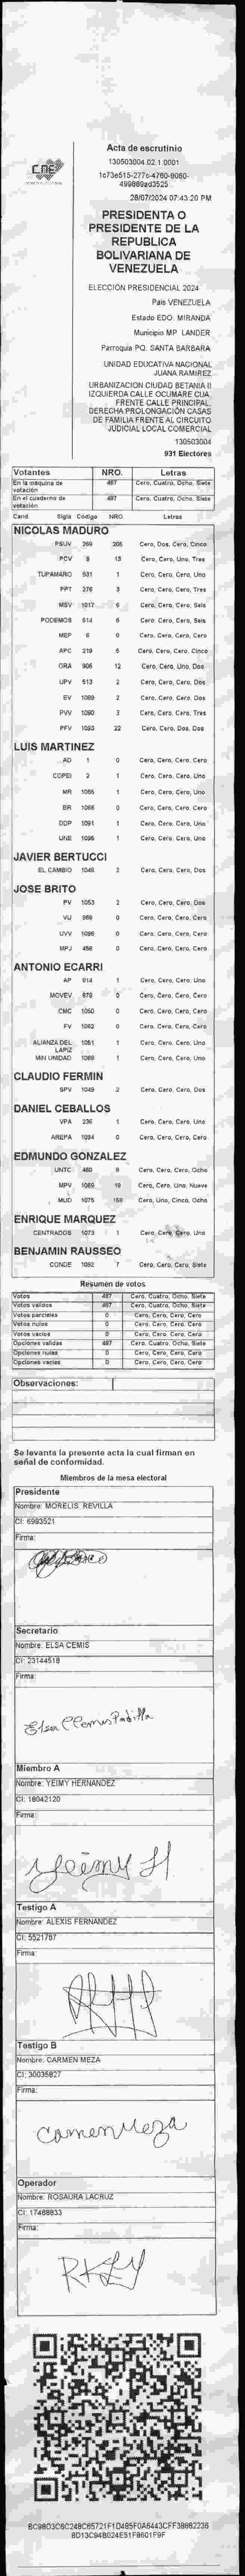 CNE
Acta de escrutinio
130503004.02.1.0001
28/07/2024 07:43:20 PM
PRESIDENTA O
PRESIDENTE DE LA
REPUBLICA
BOLIVARIANA DE
VENEZUELA
ELECCIÓN PRESIDENCIAL 2024
País VENEZUELA
Estado EDO. MIRANDA
Municipio MP. LANDER
Parroquia PQ. SANTA BARBARA
UNIDAD EDUCATIVA NACIONAL
JUANA RAMIREZ
URBANIZACION CIUDAD BETANIA II
IZQUIERDA CALLE OCUMARE CUA.
FRENTE CALLE PRINCIPAL.
DERECHA PROLONGACIÓN CASAS
DE FAMILIA FRENTE AL CIRCUITO
JUDICIAL LOCAL COMERCIAL
130503004
931 Electores
Votantes NRO. Letras
En la máquina de votación 487 Cero, Cuatro, Ocho, Siete
En el cuaderno de votación 487 Cero, Cuatro, Ocho, Siete
Cand Sigla Codigo NRO Letras
NICOLAS MADURO
PSUV 269 205 Cero, Dos, Cero, Cinco
PCV 8 13 Cero, Cero, Uno, Tres
TUPAMARO 931 1 Cero, Cero, Cero, Uno
PPT 276 3 Cero, Cero, Cero, Tres
MSV 1017 6 Cero, Cero, Cero, Seis
PODEMOS 614 6 Cero, Cero, Cero, Seis
MEP 6 0 Cero, Cero, Cero, Cero
APC 219 5 Cero, Cero, Cero, Cinco
ORA 906 12 Cero, Cero, Uno, Dos
UPV 513 2 Cero, Cero, Cero, Dos
EV 1089 2 Cero, Cero, Cero, Dos
PVV 1090 3 Cero, Cero, Cero, Tres
PFV 1093 22 Cero, Cero, Dos, Dos
LUIS MARTINEZ
AD 1 0 Cero, Cero, Cero, Cero
COPEI 2 1 Cero, Cero, Cero, Uno
MR 1065 1 Cero, Cero, Cero, Uno
BR 1066 0 Cero, Cero, Cero, Cero
DDP 1091 1 Cero, Cero, Cero, Uno
UNE 1095 1 Cero, Cero, Cero, Uno
JAVIER BERTUCCI
EL CAMBIO 1046 2 Cero, Cero, Cero, Dos
JOSE BRITO
PV 1053 2 Cero, Cero, Cero, Dos
VU 968 0 Cero, Cero, Cero, Cero
UVV 1096 0 Cero, Cero, Cero, Cero
MPJ 458 0 Cero, Cero, Cero, Cero
ANTONIO ECARRI
AP 914 1 Cero, Cero, Cero, Uno
MOVEV 679 0 Cero, Cero, Cero, Cero
CMC 1050 0 Cero, Cero, Cero, Cero
FV 1062 0 Cero, Cero, Cero, Cero
ALIANZA DEL LAPIZ 1051 1 Cero, Cero, Cero, Uno
MIN UNIDAD 1068 1 Cero, Cero, Cero, Uno
CLAUDIO FERMIN
SPV 1049 2 Cero, Cero, Cero, Dos
DANIEL CEBALLOS
VPA 236 1 Cero, Cero, Cero, Uno
AREPA 1094 0 Cero, Cero, Cero, Cero
EDMUNDO GONZALEZ
UNTC 460 8 Cero, Cero, Cero, Ocho
MPV 1069 19 Cero, Cero, Uno, Nueve
MUD 1075 158 Cero, Uno, Cinco, Ocho
ENRIQUE MARQUEZ
CENTRADOS 1073 1 Cero, Cero, Cero, Uno
BENJAMIN RAUSSEO
CONDE 1092 7 Cero, Cero, Cero, Siete
Resumen de votos
Votos 487 Cero, Cuatro, Ocho, Siete
Votos validos 487 Cero, Cuatro, Ocho, Siete
Votos parciales 0 Cero, Cero, Cero, Cero
Votos nulos 0 Cero, Cero, Cero, Cero
Votos vacios 0 Cero, Cero, Cero, Cero
Opciones validas 487 Cero, Cuatro, Ocho, Siete
Opciones nulas 0 Cero, Cero, Cero, Cero
Opciones vacias 0 Cero, Cero, Cero, Cero
Observaciones:
Se levanta la presente acta la cual firman en
señal de conformidad.
Miembros de la mesa electoral
Presidente
Nombre: MORELIS REVILLA
CI: 6993521
Firma:
Secretario
Nombre: ELSA CEMIS
CI: 23144518
Firma:
Miembro A
Nombre: YEIMY HERNANDEZ
CI: 18042120
Firma:
Yeimy H
Testigo A
Nombre: ALEXIS FERNANDEZ
CI: 5521787
Firma:
Testigo B
Nombre: CARMEN MEZA
CI: 30035827
Firma:
Carmen Meza
Operador
Nombre: ROSAURA LACRUZ
CI: 17488833
Firma: